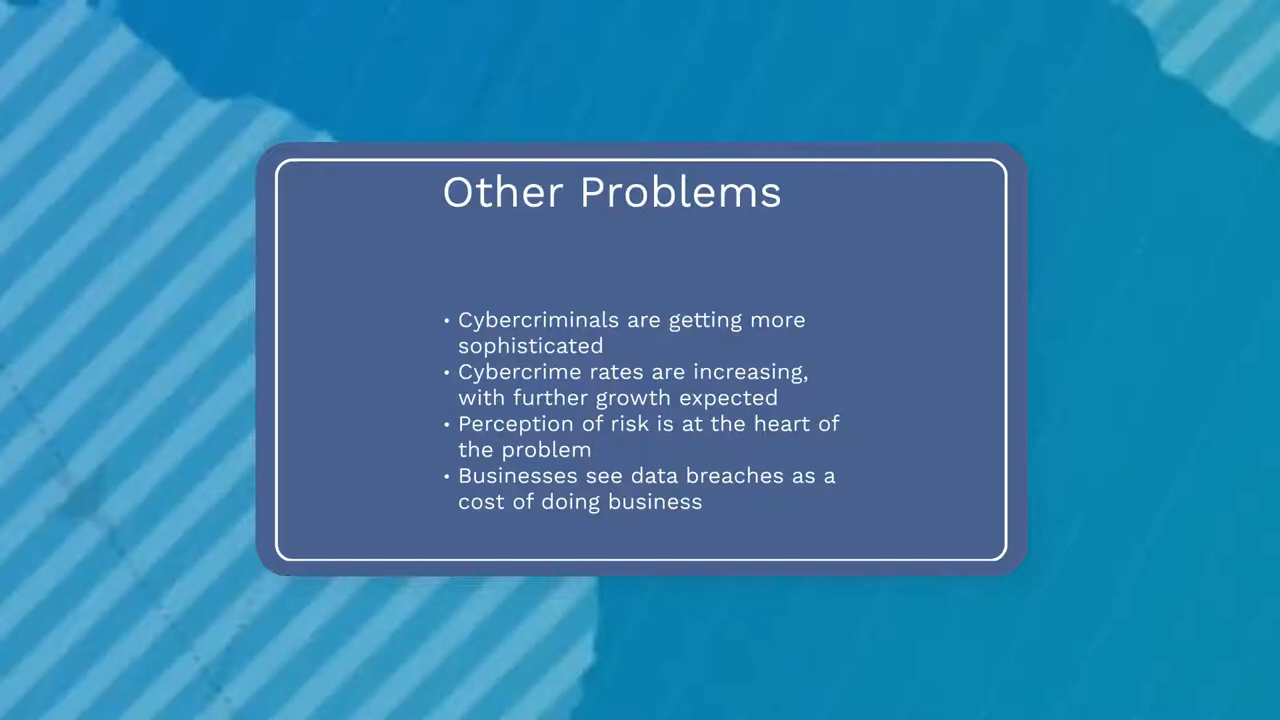 Other Problems
• Cybercriminals are getting more
sophisticated
• Cybercrime rates are increasing,
with further growth expected
• Perception of risk is at the heart of
the problem
• Businesses see data breaches as a
cost of doing business